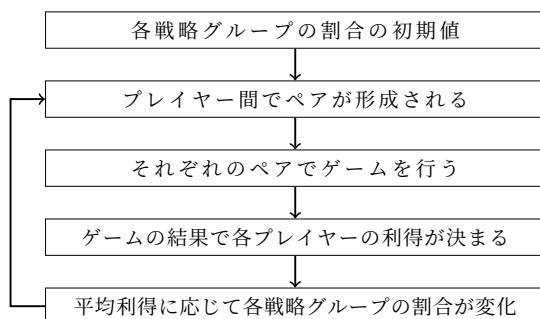 各戦略グループの割合の初期値
プレイヤー間でペアが形成される
それぞれのペアでゲームを行う
ゲームの結果で各プレイヤーの利得が決まる
平均利得に応じて各戦略グループの割合が変化